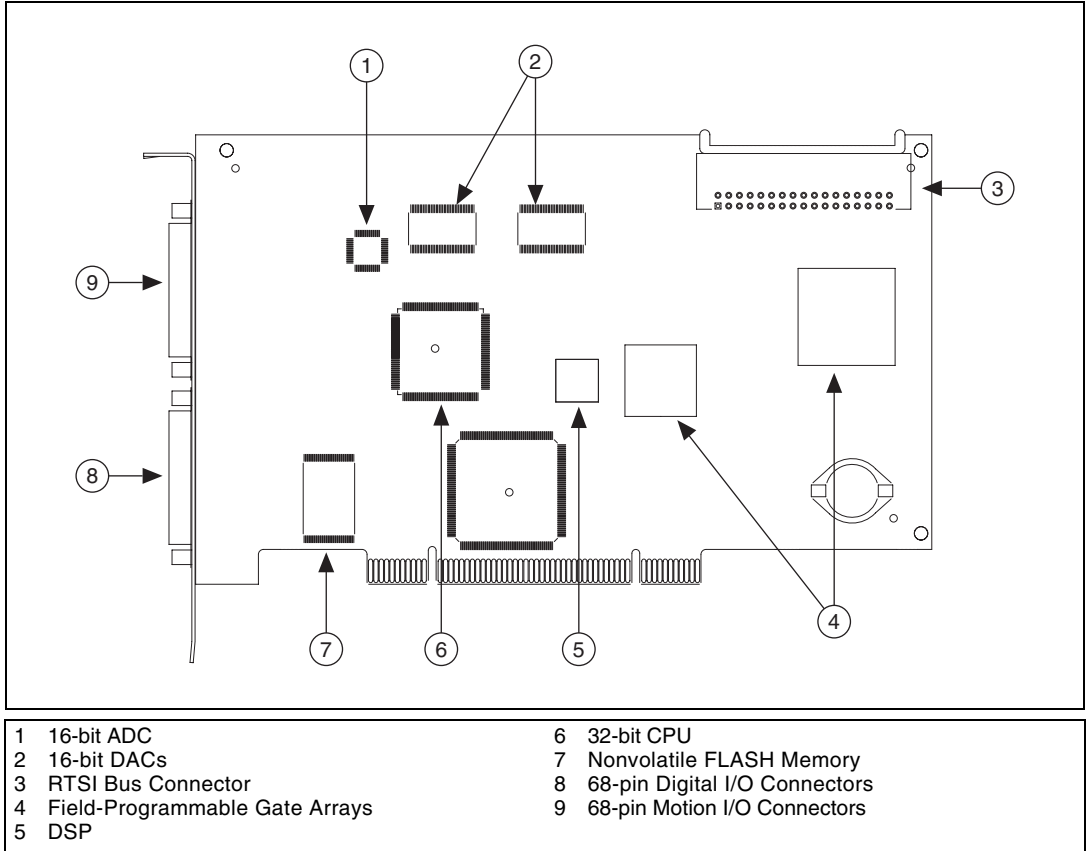 1
2
3
9
8
4
7
6
5
1 16-bit ADC
2 16-bit DACs
3 RTSI Bus Connector
4 Field-Programmable Gate Arrays
5 DSP
6 32-bit CPU
7 Nonvolatile FLASH Memory
8 68-pin Digital I/O Connectors
9 68-pin Motion I/O Connectors